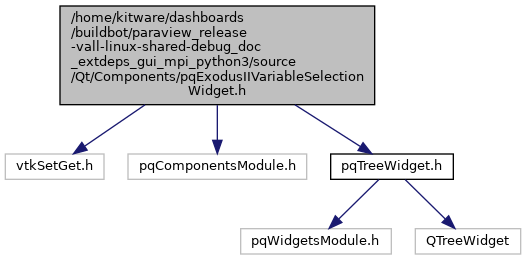 /home/kitware/dashboards
/buildbot/paraview_release
-vall-linux-shared-debug_doc
_extdeps_gui_mpi_python3/source
/Qt/Components/pqExodusIIVariableSelection
Widget.h
vtkSetGet.h
pqComponentsModule.h
pqTreeWidget.h
pqWidgetsModule.h
QTreeWidget